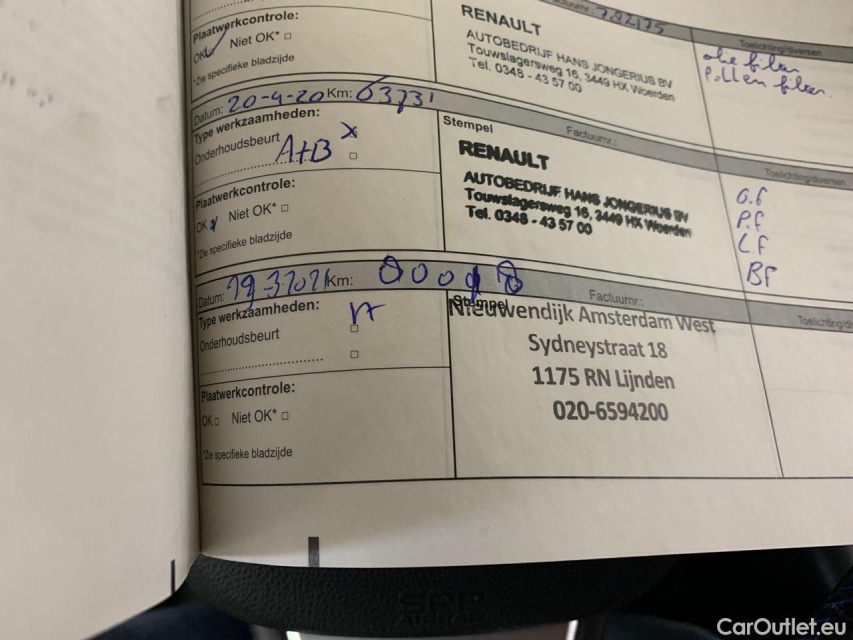 Plaatwerkcontrole:
OK Niet OK* □
*Zie specifieke bladzijde
RENAULT
AUTOBEDRIJF HANS JONGERIUS BV
Touwslagersweg 16, 3449 HX Woerden
Tel. 0348 - 43 57 00
Toelichting/diversen
olie filter
Pollen filter.
Datum: 20-4-20 Km: 63731
Type werkzaamheden:
Onderhoudsbeurt A+B x
□
Plaatwerkcontrole:
OK Niet OK* □
*Zie specifieke bladzijde
Stempel Factuurnr.:
RENAULT
AUTOBEDRIJF HANS JONGERIUS BV
Touwslagersweg 16, 3449 HX Woerden
Tel. 0348 - 43 57 00
Toelichting/diversen
O.F
P.F
LF
BF
Datum: Km:
Type werkzaamheden:
Onderhoudsbeurt □
□
Plaatwerkcontrole:
OK □ Niet OK* □
*Zie specifieke bladzijde
Stempel Factuurnr.:
Nieuwendijk Amsterdam West
Sydneystraat 18
1175 RN Lijnden
020-6594200
SRP
AIRBAG
CarOutlet.eu